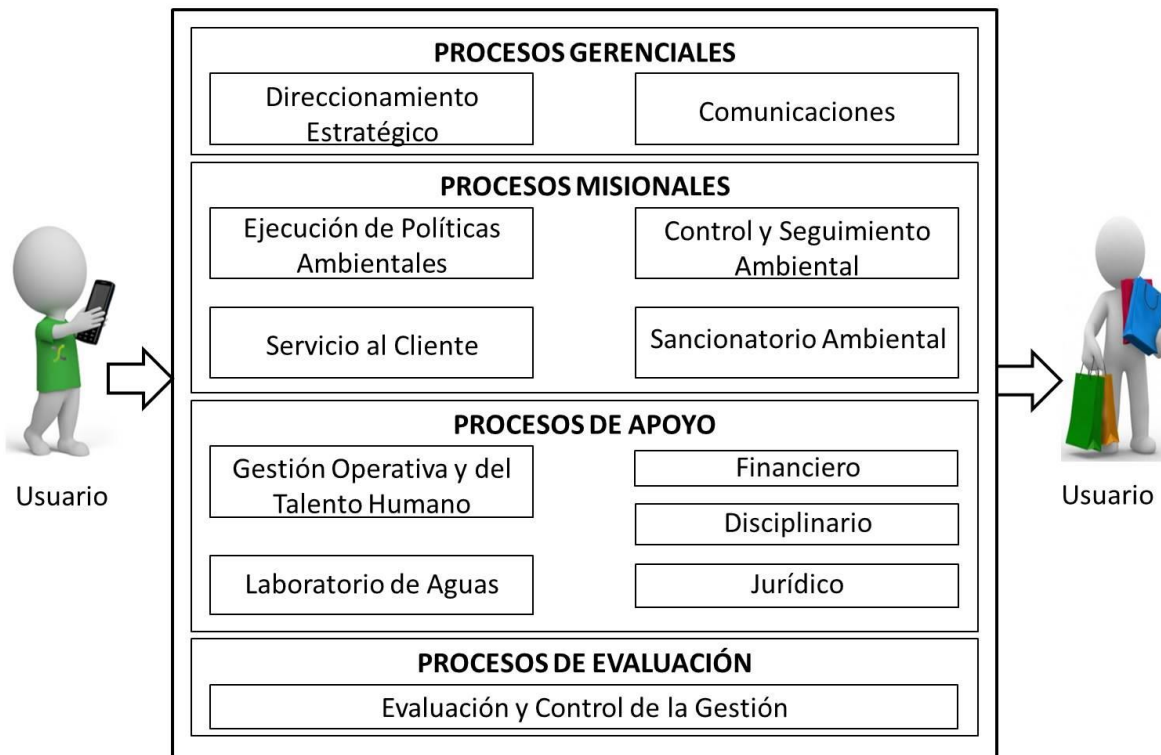 PROCESOS GERENCIALES
Direccionamiento
Estratégico
Comunicaciones
PROCESOS MISIONALES
Ejecución de Políticas
Ambientales
Control y Seguimiento
Ambiental
Servicio al Cliente
Sancionatorio Ambiental
PROCESOS DE APOYO
Gestión Operativa y del
Talento Humano
Financiero
Disciplinario
Laboratorio de Aguas
Jurídico
PROCESOS DE EVALUACIÓN
Evaluación y Control de la Gestión
Usuario
Usuario